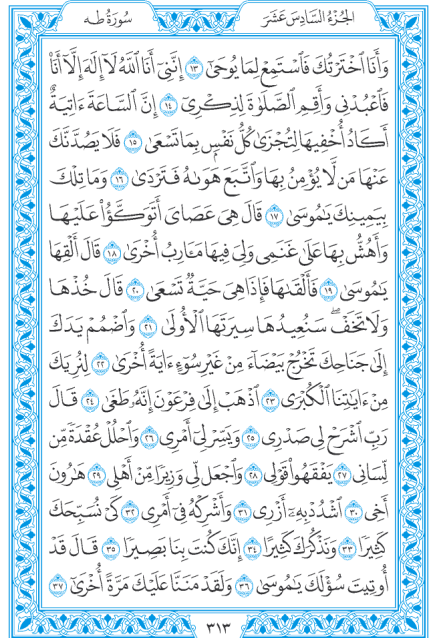 الجزء السادس عشر
سورة طه
وَأَنَا ٱخْتَرْتُكَ فَٱسْتَمِعْ لِمَا يُوحَىٰٓ ١٣ إِنَّنِىٓ أَنَا ٱللَّهُ لَآ إِلَٰهَ إِلَّآ أَنَا۠
فَٱعْبُدْنِى وَأَقِمِ ٱلصَّلَوٰةَ لِذِكْرِىٓ ١٤ إِنَّ ٱلسَّاعَةَ ءَاتِيَةٌ
أَكَادُ أُخْفِيهَا لِتُجْزَىٰ كُلُّ نَفْسٍۭ بِمَا تَسْعَىٰ ١٥ فَلَا يَصُدَّنَّكَ
عَنْهَا مَن لَّا يُؤْمِنُ بِهَا وَٱتَّبَعَ هَوَىٰهُ فَتَرْدَىٰ ١٦ وَمَا تِلْكَ
بِيَمِينِكَ يَٰمُوسَىٰ ١٧ قَالَ هِىَ عَصَاىَ أَتَوَكَّؤُا۟ عَلَيْهَا
وَأَهُشُّ بِهَا عَلَىٰ غَنَمِى وَلِىَ فِيهَا مَـَٔارِبُ أُخْرَىٰ ١٨ قَالَ أَلْقِهَا
يَٰمُوسَىٰ ١٩ فَأَلْقَىٰهَا فَإِذَا هِىَ حَيَّةٌ تَسْعَىٰ ٢٠ قَالَ خُذْهَا
وَلَا تَخَفْ ۖ سَنُعِيدُهَا سِيرَتَهَا ٱلْأُولَىٰ ٢١ وَٱضْمُمْ يَدَكَ
إِلَىٰ جَنَاحِكَ تَخْرُجْ بَيْضَآءَ مِنْ غَيْرِ سُوٓءٍ ءَايَةً أُخْرَىٰ ٢٢ لِنُرِيَكَ
مِنْ ءَايَٰتِنَا ٱلْكُبْرَى ٢٣ ٱذْهَبْ إِلَىٰ فِرْعَوْنَ إِنَّهُۥ طَغَىٰ ٢٤ قَالَ
رَبِّ ٱشْرَحْ لِى صَدْرِى ٢٥ وَيَسِّرْ لِىٓ أَمْرِى ٢٦ وَٱحْلُلْ عُقْدَةً مِّن
لِّسَانِى ٢٧ يَفْقَهُوا۟ قَوْلِى ٢٨ وَٱجْعَل لِّى وَزِيرًا مِّنْ أَهْلِى ٢٩ هَٰرُونَ
أَخِى ٣٠ ٱشْدُدْ بِهِۦٓ أَزْرِى ٣١ وَأَشْرِكْهُ فِىٓ أَمْرِى ٣٢ كَىْ نُسَبِّحَكَ
كَثِيرًا ٣٣ وَنَذْكُرَكَ كَثِيرًا ٣٤ إِنَّكَ كُنتَ بِنَا بَصِيرًا ٣٥ قَالَ قَدْ
أُوتِيتَ سُؤْلَكَ يَٰمُوسَىٰ ٣٦ وَلَقَدْ مَنَنَّا عَلَيْكَ مَرَّةً أُخْرَىٰٓ ٣٧
٣١٣